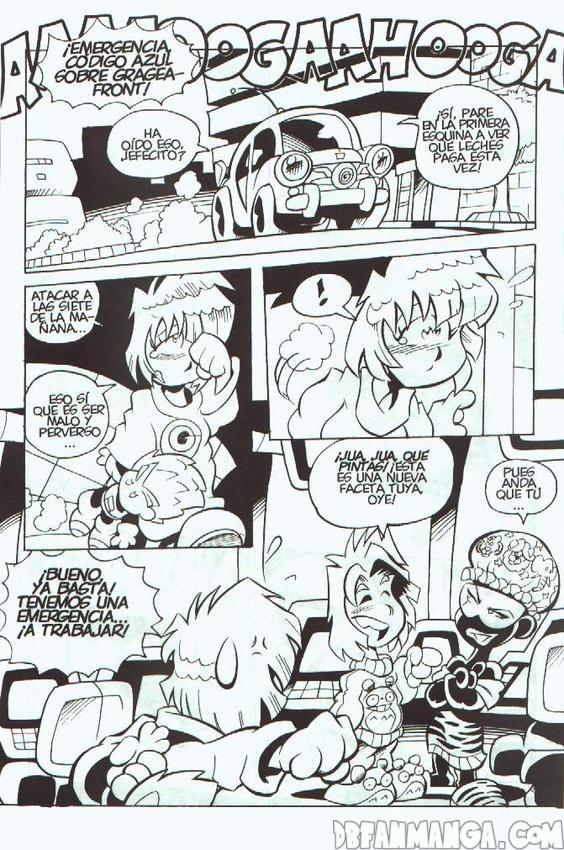 AAHOOGAAAHOOGA
¡EMERGENCIA
CÓDIGO AZUL
SOBRE GRAGEA-
FRONT!
HA
OÍDO ESO,
JEFECITO?
¡SÍ, PARE
EN LA PRIMERA
ESQUINA A VER
QUE LECHES
PASA ESTA
VEZ!
ATACAR A
LAS SIETE
DE LA MA-
ÑANA...
ESO SÍ
QUE ES SER
MALO Y
PERVERSO
...
!
¡JUA, JUA, QUE
PINTAS! ¡ESTA
ES UNA NUEVA
FACETA TUYA,
OYE!
PUES
ANDA
QUE TU
...
¡BUENO,
YA BASTA!
TENEMOS UNA
EMERGENCIA...
¡A TRABAJAR!
DBFANMANGA.COM